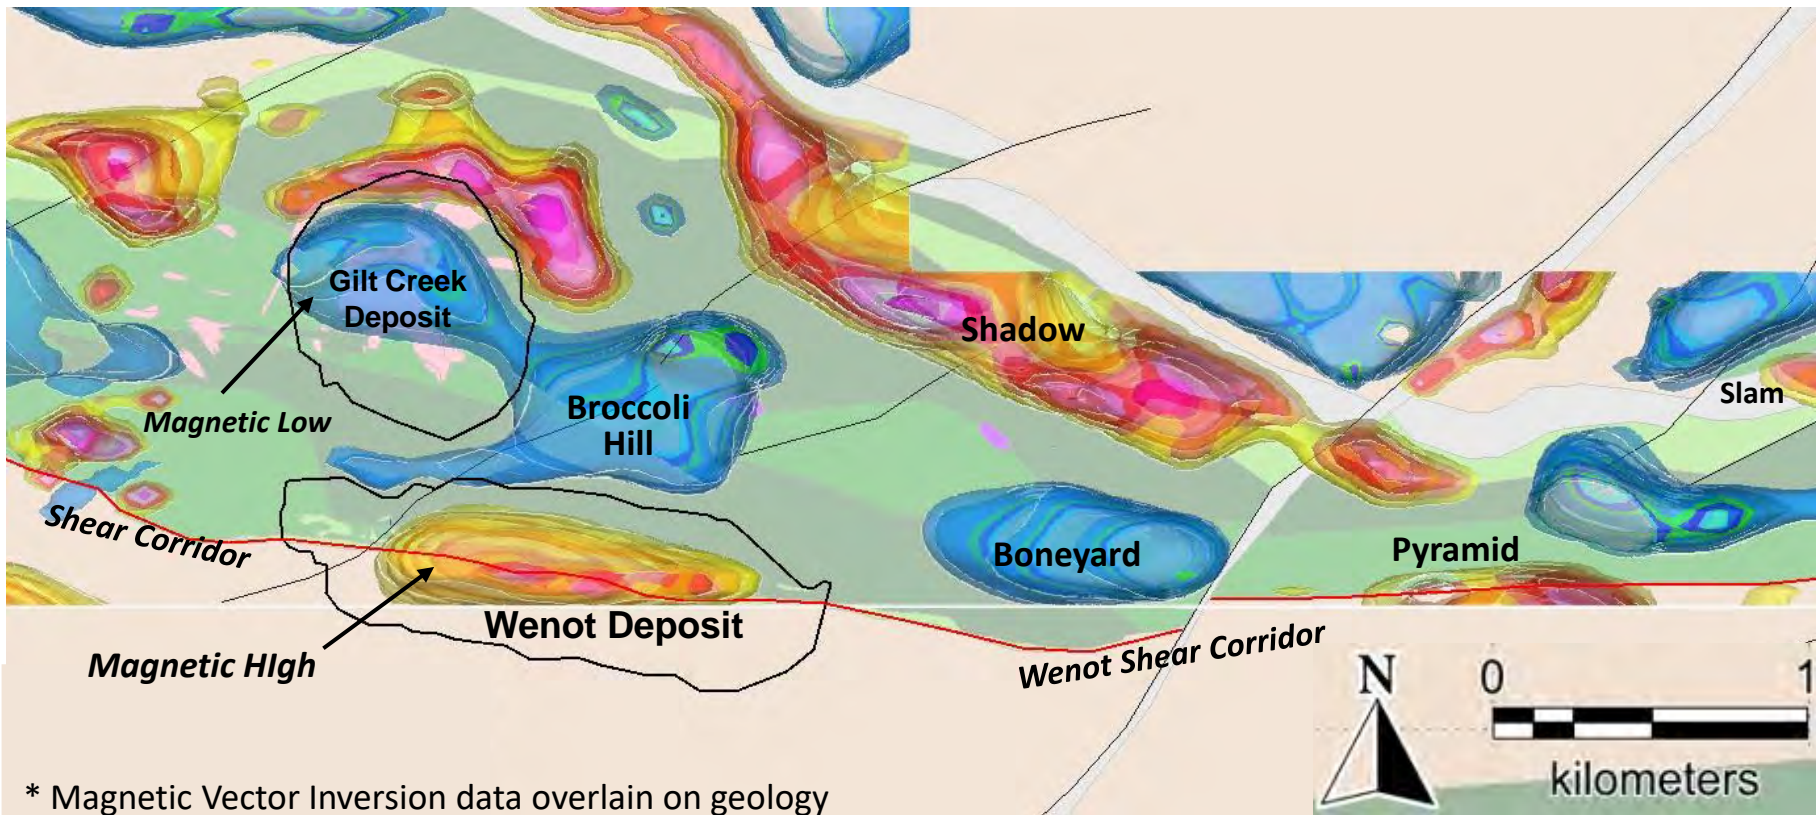 Gilt Creek
Deposit
Magnetic Low
Broccoli
Hill
Shadow
Slam
Shear Corridor
Boneyard
Pyramid
Wenot Deposit
Magnetic HIgh
Wenot Shear Corridor
N
0 1
kilometers
* Magnetic Vector Inversion data overlain on geology